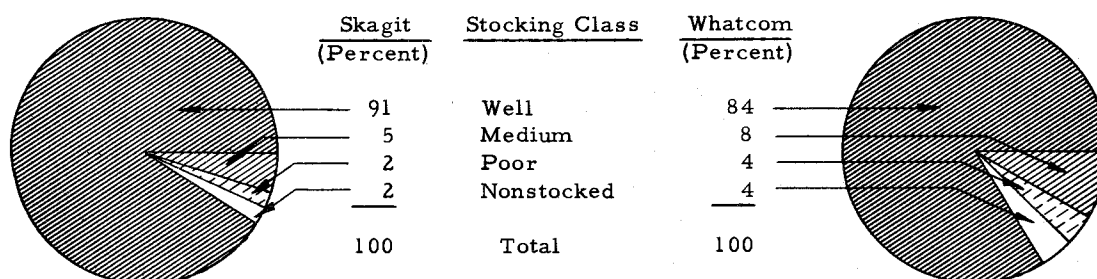 Skagit Stocking Class Whatcom
(Percent) (Percent)
91 Well 84
5 Medium 8
2 Poor 4
2 Nonstocked 4
100 Total 100